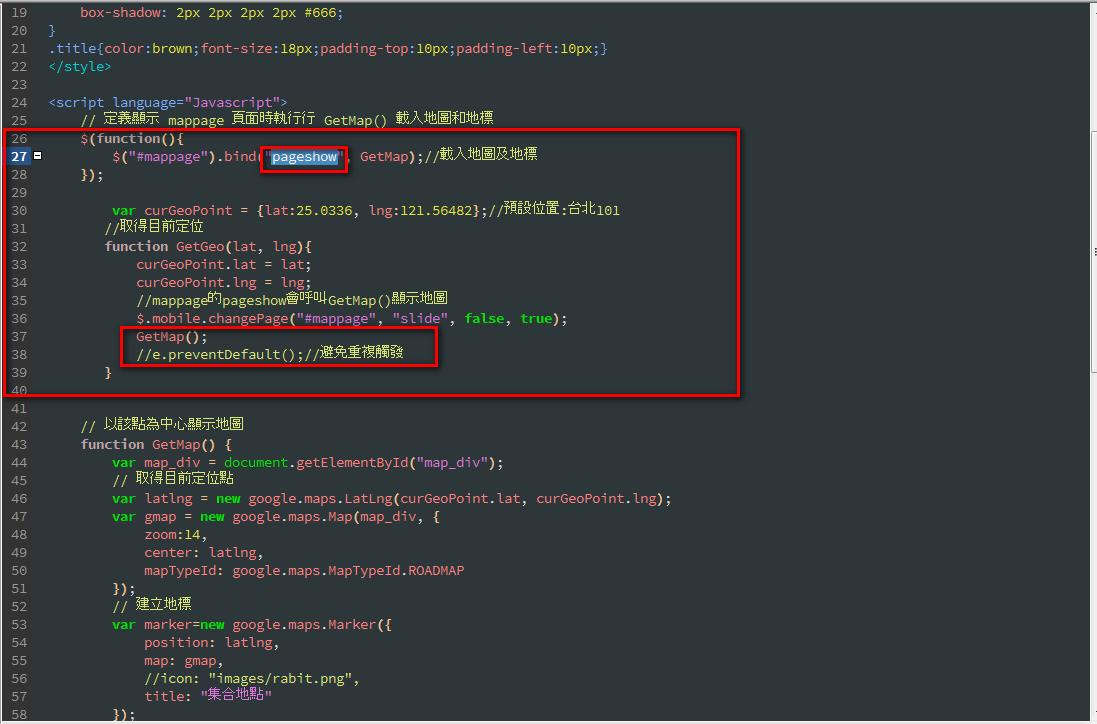 19 box-shadow: 2px 2px 2px 2px #666;
20 }
21 .title{color:brown;font-size:18px;padding-top:10px;padding-left:10px;}
22 </style>
23
24 <script language="Javascript">
25 // 定義顯示 mappage 頁面時執行行 GetMap() 載入地圖和地標
26 $(function(){
27 $("#mappage").bind("pageshow", GetMap);//載入地圖及地標
28 });
29
30 var curGeoPoint = {lat:25.0336, lng:121.56482};//預設位置:台北101
31 //取得目前定位
32 function GetGeo(lat, lng){
33 curGeoPoint.lat = lat;
34 curGeoPoint.lng = lng;
35 //mappage的pageshow會呼叫GetMap()顯示地圖
36 $.mobile.changePage("#mappage", "slide", false, true);
37 GetMap();
38 //e.preventDefault();//避免重複觸發
39 }
40
41
42 // 以該點為中心顯示地圖
43 function GetMap() {
44 var map_div = document.getElementById("map_div");
45 // 取得目前定位點
46 var latlng = new google.maps.LatLng(curGeoPoint.lat, curGeoPoint.lng);
47 var gmap = new google.maps.Map(map_div, {
48 zoom:14,
49 center: latlng,
50 mapTypeId: google.maps.MapTypeId.ROADMAP
51 });
52 // 建立地標
53 var marker=new google.maps.Marker({
54 position: latlng,
55 map: gmap,
56 //icon: "images/rabit.png",
57 title: "集合地點"
58 });